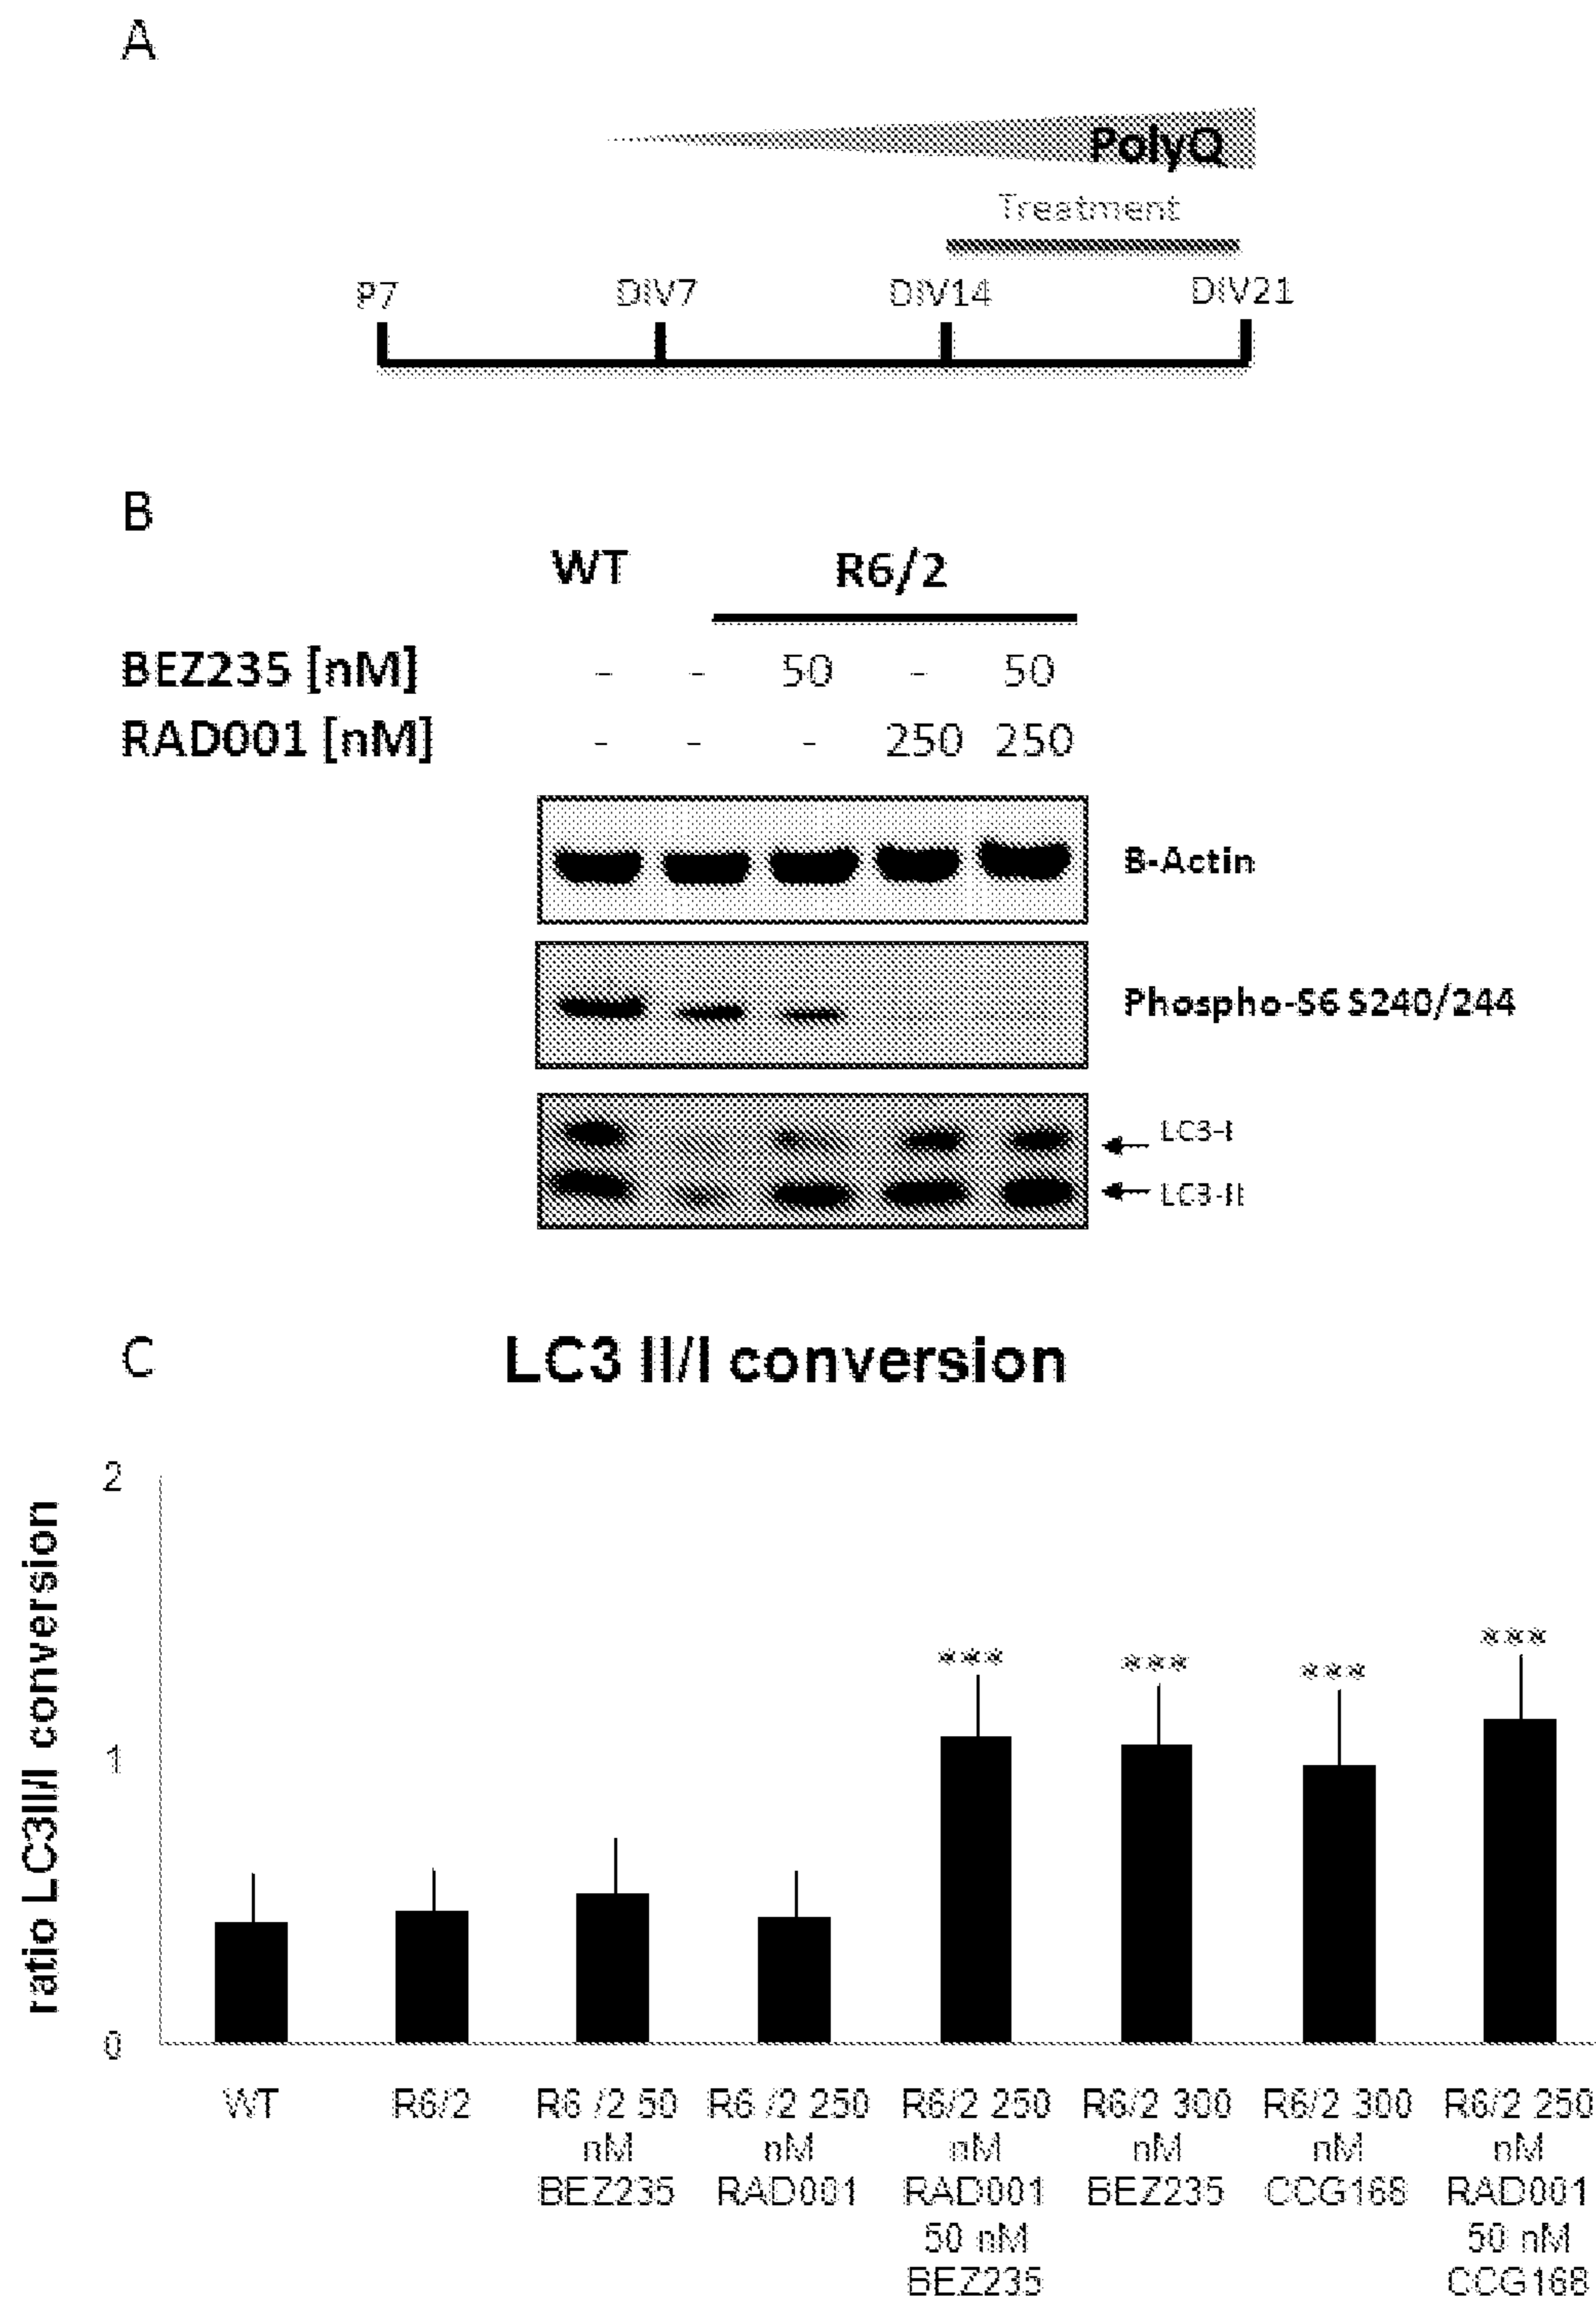 A
PolyQ
Treatment
P7 DIV7 DIV14 DIV21
B
WT R6/2
BEZ235 [nM] - - 50 - 50
RAD001 [nM] - - - 250 250
B-Actin
Phospho-S6 S240/244
LC3-I
LC3-II
C LC3 II/I conversion
ratio LC3II/I conversion
2
1
0
*** *** *** ***
WT R6/2 R6 /2 50 R6 /2 250 R6/2 250 R6/2 300 R6/2 300 R6/2 250
nM nM nM nM nM nM
BEZ235 RAD001 RAD001 BEZ235 CCG168 RAD001
50 nM 50 nM
BEZ235 CCG168